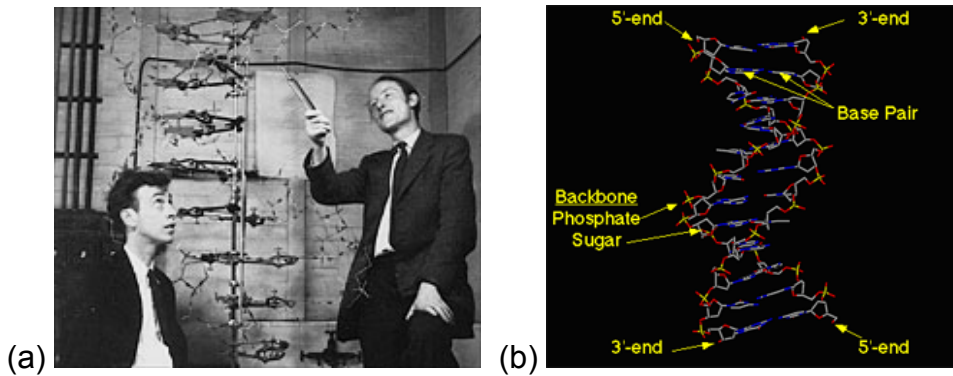 (a)
(b)
5'-end
3'-end
Base Pair
Backbone
Phosphate
Sugar
3'-end
5'-end